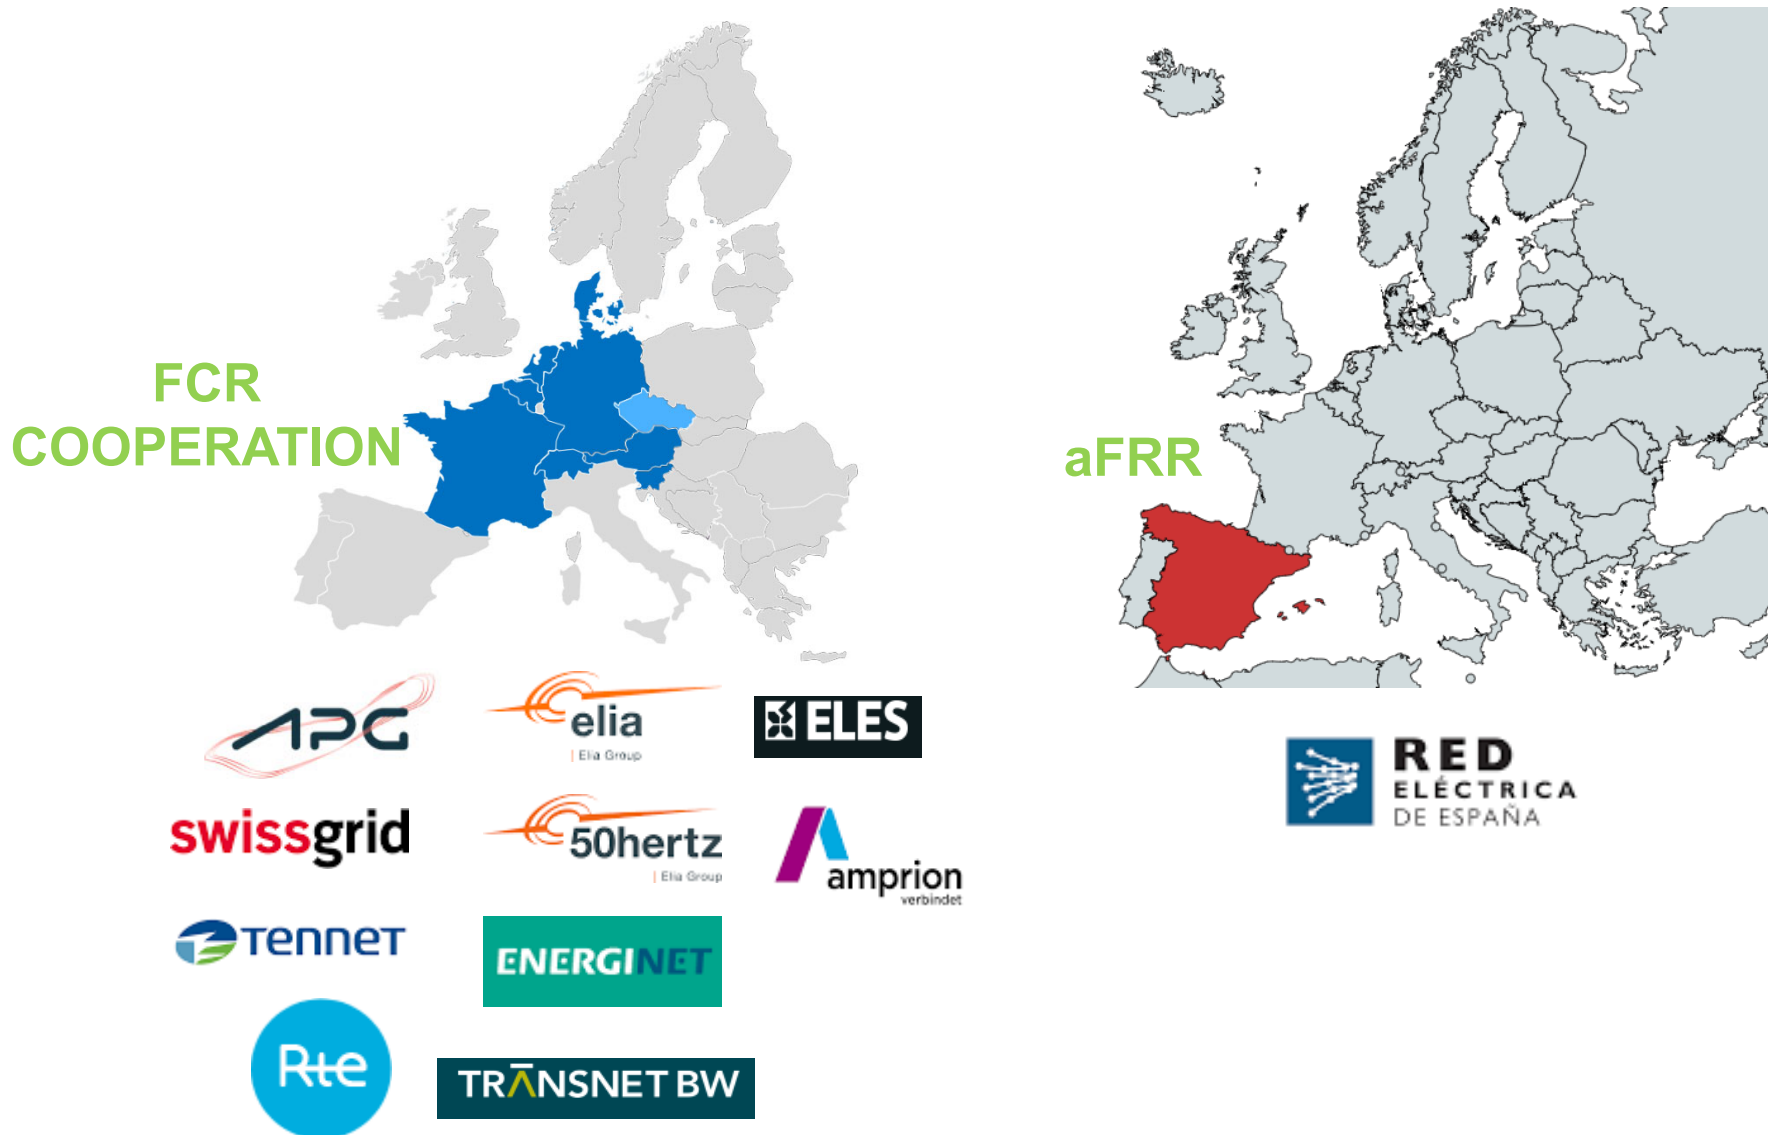 FCR
COOPERATION
aFRR
APG
elia
| Elia Group
ELES
swissgrid
50hertz
| Elia Group
amprion
verbindet
TenneT
ENERGINET
Rte
TRANSNET BW
RED
ELÉCTRICA
DE ESPAÑA